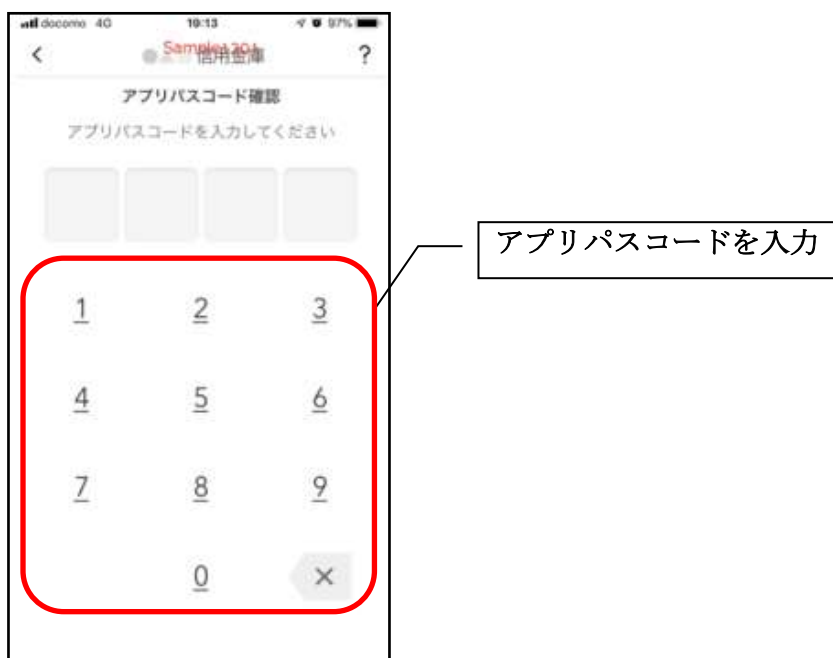 docomo 4G 19:13 97%
< 信用金庫 ?
アプリパスコード確認
アプリパスコードを入力してください
アプリパスコードを入力
1 2 3
4 5 6
7 8 9
0 ×